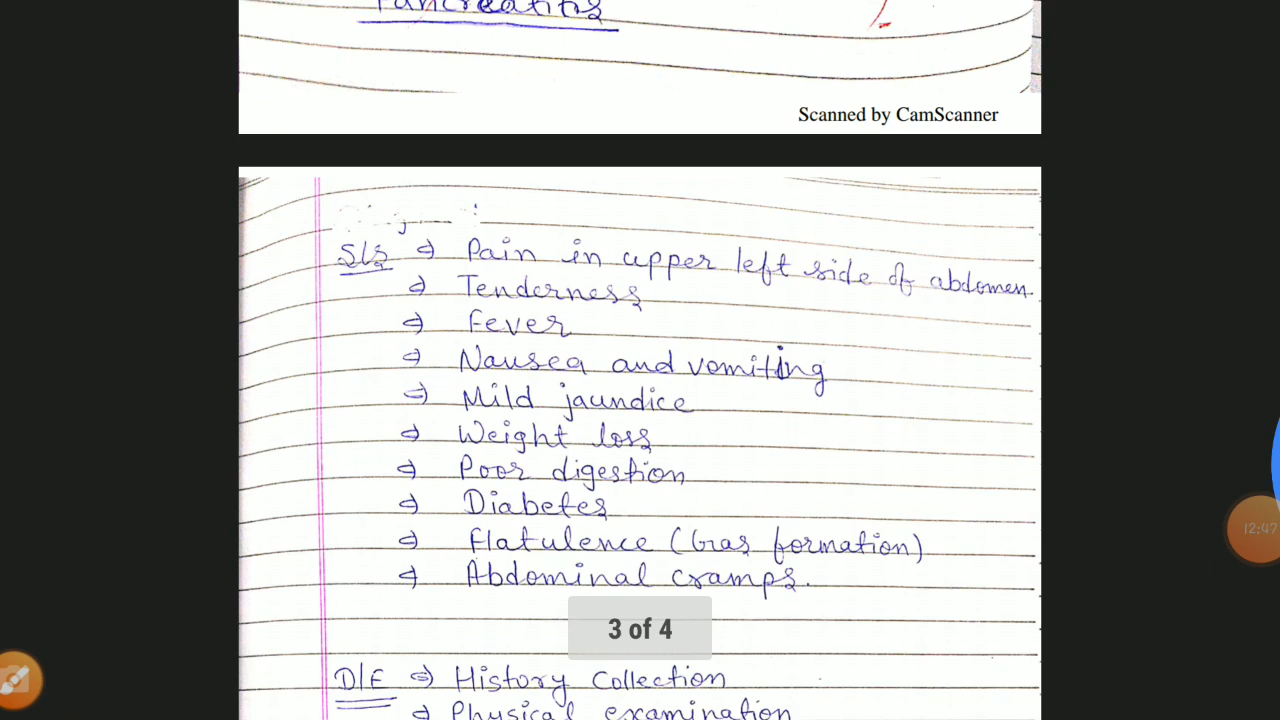 Pancreatitis
Scanned by CamScanner
S/S ⇒ Pain in upper left side of abdomen.
⇒ Tenderness
⇒ Fever
⇒ Nausea and vomiting
⇒ Mild jaundice
⇒ Weight loss
⇒ Poor digestion
⇒ Diabetes
⇒ Flatulence (Gas formation)
⇒ Abdominal cramps.
3 of 4
12:47
D/E ⇒ History Collection
⇒ Physical examination